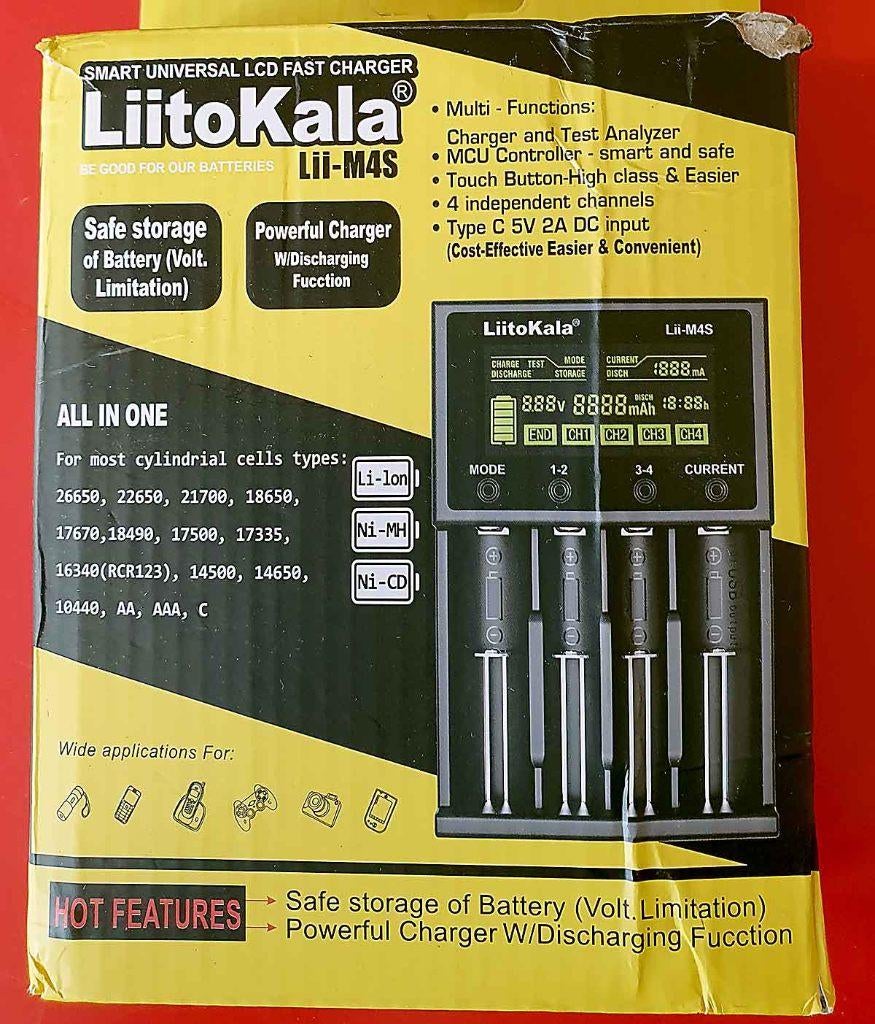 SMART UNIVERSAL LCD FAST CHARGER
LiitoKala®
BE GOOD FOR OUR BATTERIES
Lii-M4S
• Multi - Functions:
Charger and Test Analyzer
• MCU Controller - smart and safe
• Touch Button-High class & Easier
• 4 independent channels
• Type C 5V 2A DC input
(Cost-Effective Easier & Convenient)
Safe storage
of Battery (Volt.
Limitation)
Powerful Charger
W/Discharging
Fucction
LiitoKala® Lii-M4S
CHARGE TEST MODE CURRENT
DISCHARGE STORAGE DISCH 1888 mA
8.88V 8888 mAh DISCH 18:88h
END CH1 CH2 CH3 CH4
MODE 1-2 3-4 CURRENT
USB output
ALL IN ONE
For most cylindrial cells types:
26650, 22650, 21700, 18650,
17670,18490, 17500, 17335,
16340(RCR123), 14500, 14650,
10440, AA, AAA, C
Li-lon
Ni-MH
Ni-CD
Wide applications For:
HOT FEATURES
Safe storage of Battery (Volt. Limitation)
Powerful Charger W/Discharging Fucction